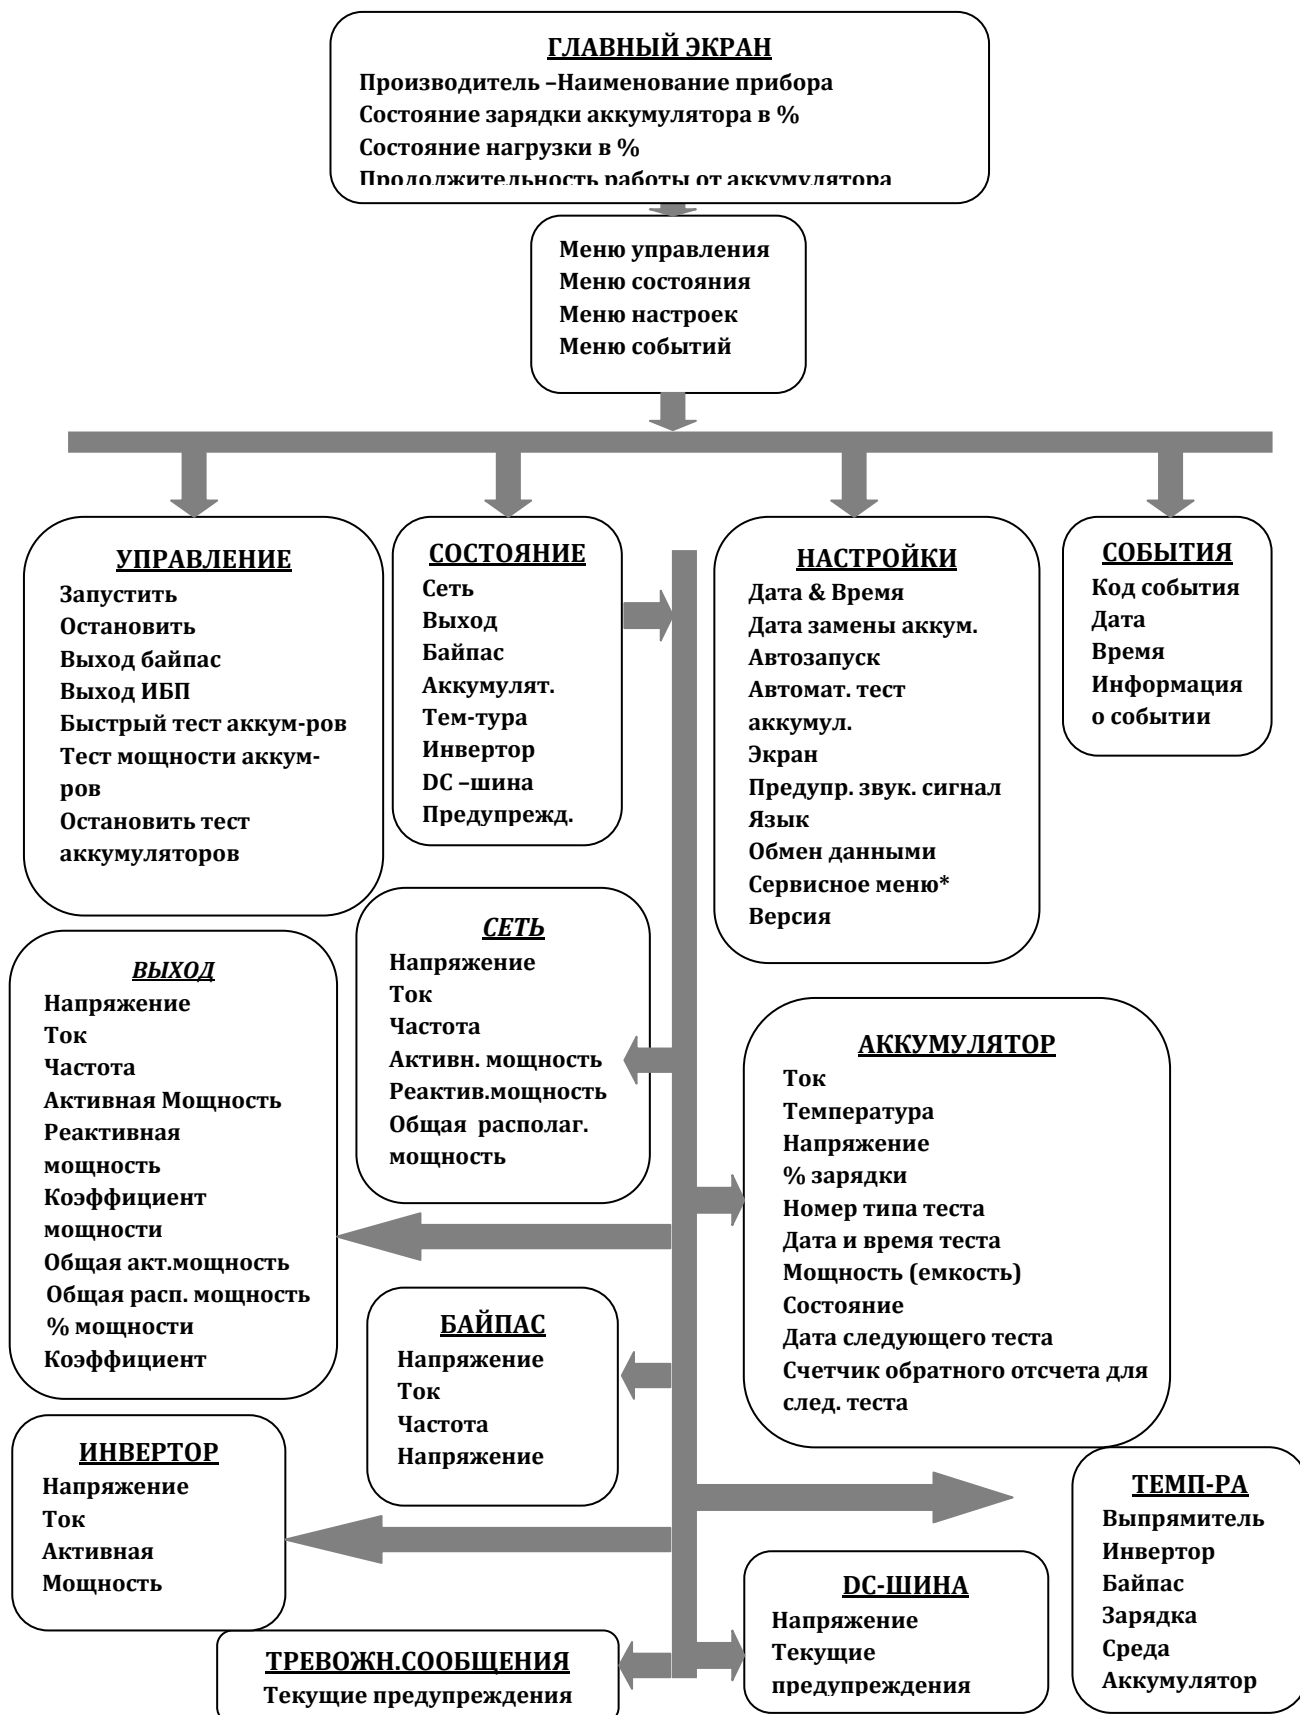 ГЛАВНЫЙ ЭКРАН
Производитель –Наименование прибора
Состояние зарядки аккумулятора в %
Состояние нагрузки в %
Продолжительность работы от аккумулятора
Меню управления
Меню состояния
Меню настроек
Меню событий
УПРАВЛЕНИЕ
Запустить
Остановить
Выход байпас
Выход ИБП
Быстрый тест аккум-ров
Тест мощности аккум-
ров
Остановить тест
аккумуляторов
СОСТОЯНИЕ
Сеть
Выход
Байпас
Аккумулят.
Тем-тура
Инвертор
DC –шина
Предупрежд.
НАСТРОЙКИ
Дата & Время
Дата замены аккум.
Автозапуск
Автомат. тест
аккумул.
Экран
Предупр. звук. сигнал
Язык
Обмен данными
Сервисное меню*
Версия
СОБЫТИЯ
Код события
Дата
Время
Информация
о событии
СЕТЬ
Напряжение
Ток
Частота
Активн. мощность
Реактив.мощность
Общая располаг.
мощность
ВЫХОД
Напряжение
Ток
Частота
Активная Мощность
Реактивная
мощность
Коэффициент
мощности
Общая акт.мощность
Общая расп. мощность
% мощности
Коэффициент
АККУМУЛЯТОР
Ток
Температура
Напряжение
% зарядки
Номер типа теста
Дата и время теста
Мощность (емкость)
Состояние
Дата следующего теста
Счетчик обратного отсчета для
след. теста
БАЙПАС
Напряжение
Ток
Частота
Напряжение
ИНВЕРТОР
Напряжение
Ток
Активная
Мощность
ТЕМП-РА
Выпрямитель
Инвертор
Байпас
Зарядка
Среда
Аккумулятор
DC-ШИНА
Напряжение
Текущие
предупреждения
ТРЕВОЖН.СООБЩЕНИЯ
Текущие предупреждения